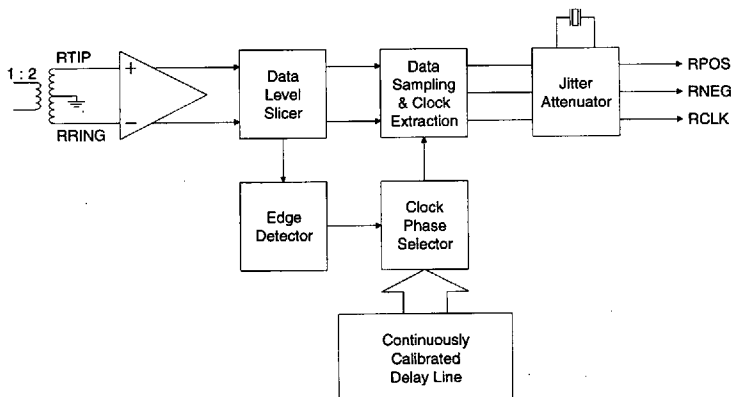 RTIP
1 : 2
+
−
RRING
Data
Level
Slicer
Data
Sampling
& Clock
Extraction
Jitter
Attenuator
RPOS
RNEG
RCLK
Edge
Detector
Clock
Phase
Selector
Continuously
Calibrated
Delay Line